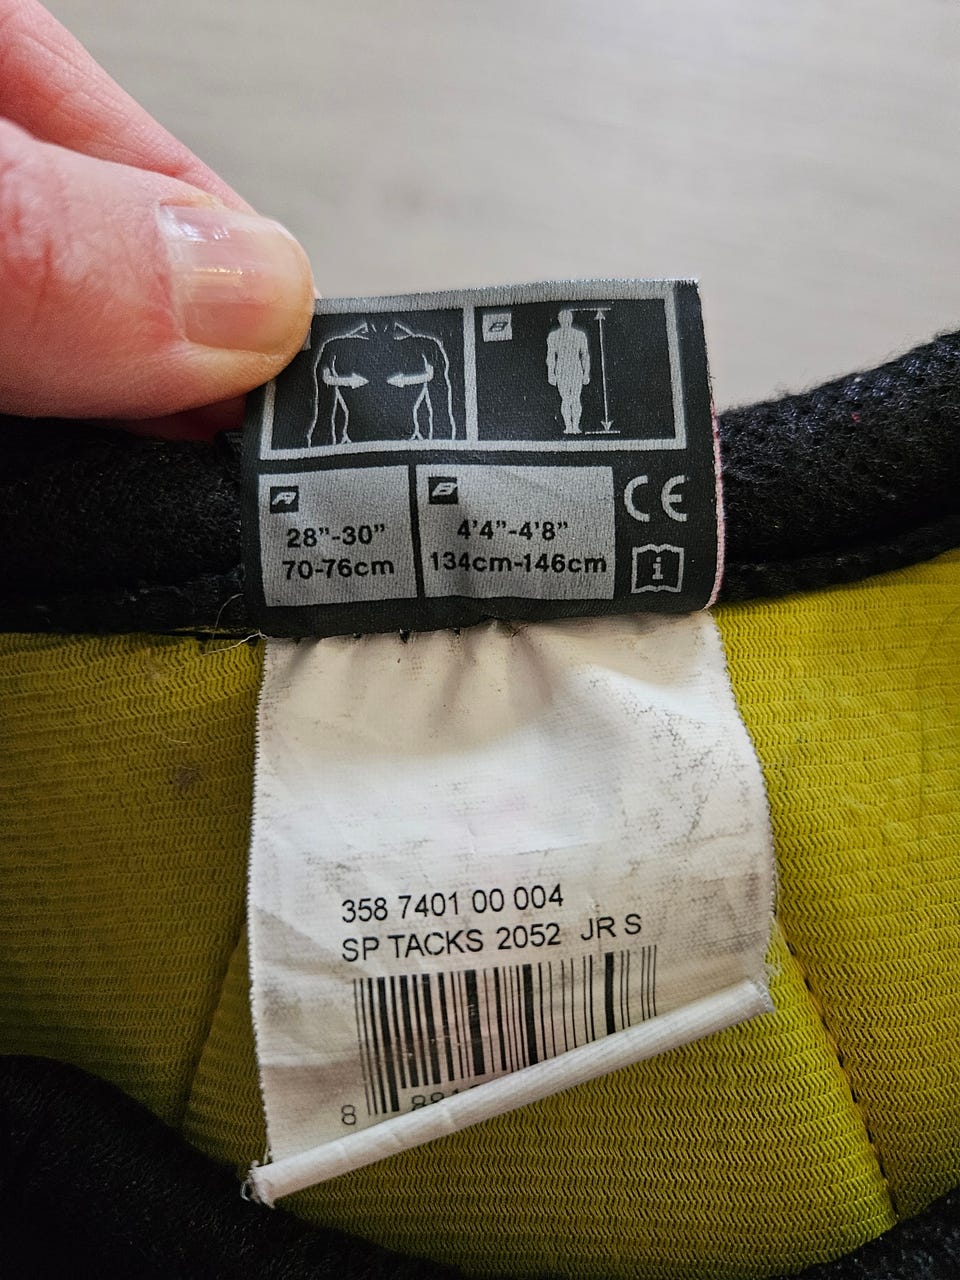 B
A
28"-30"
70-76cm
B
4'4"-4'8"
134cm-146cm
CE
i
358 7401 00 004
SP TACKS 2052 JR S
8